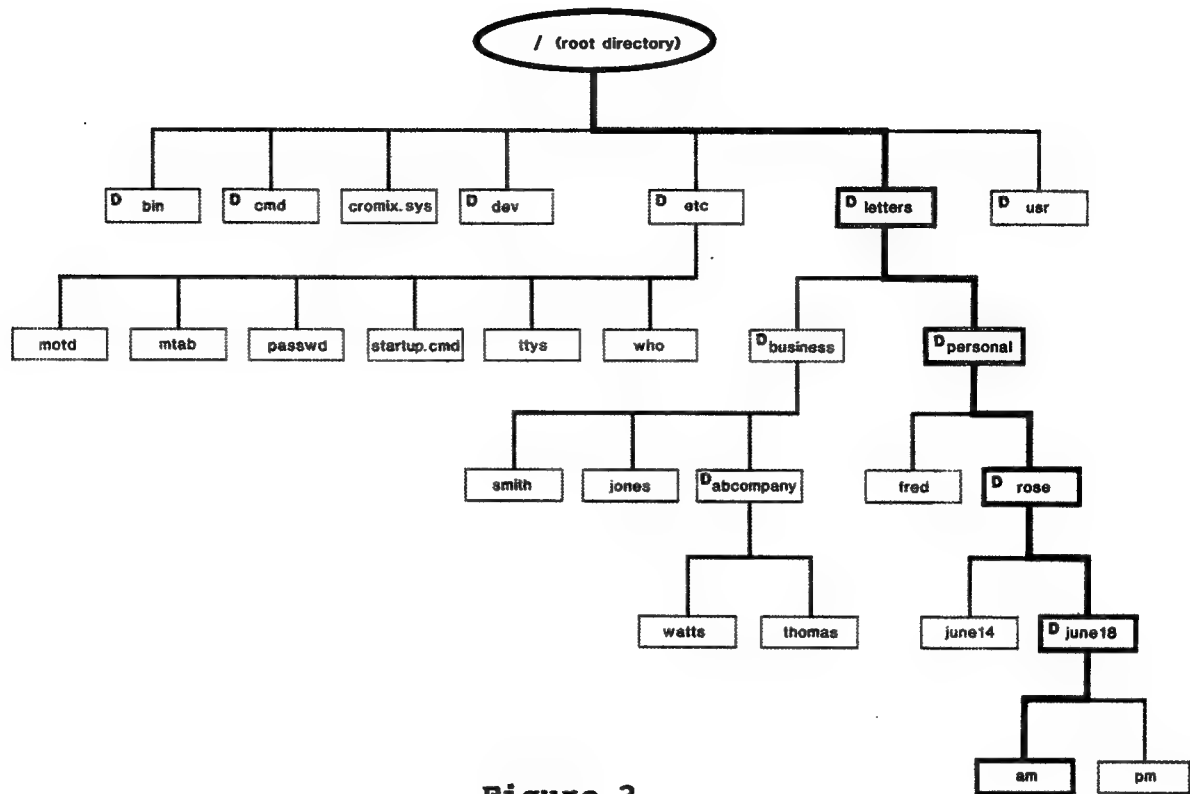 / (root directory)
D bin D cmd cromix.sys D dev D etc D letters D usr
motd mtab passwd startup.cmd ttys who D business D personal
smith jones D abcompany fred D rose
watts thomas june14 D june18
am pm
Figure 3